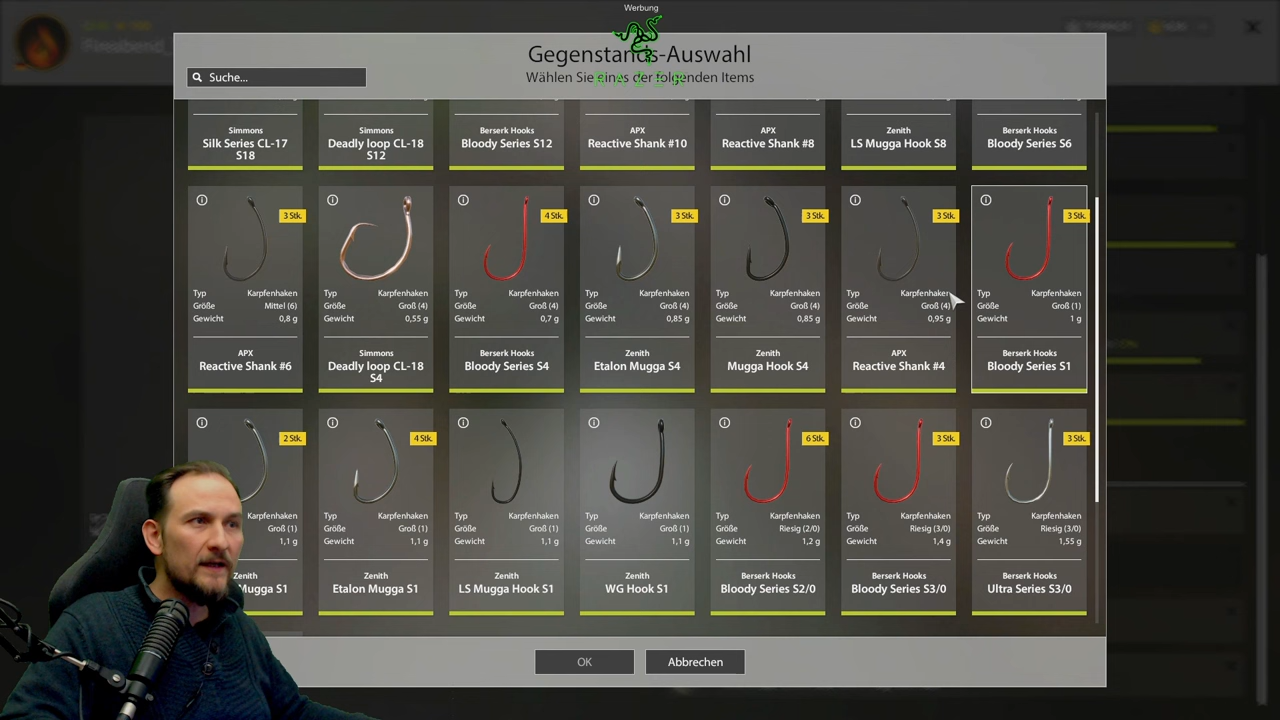 Werbung
Gegenstands-Auswahl
Suche...
Wählen Sie eines der folgenden Items
Simmons
Silk Series CL-17
S18
Simmons
Deadly loop CL-18
S12
Berserk Hooks
Bloody Series S12
APX
Reactive Shank #10
APX
Reactive Shank #8
Zenith
LS Mugga Hook S8
Berserk Hooks
Bloody Series S6
3 Stk.
Typ Karpfenhaken
Größe Mittel (6)
Gewicht 0,8 g
APX
Reactive Shank #6
Typ Karpfenhaken
Größe Groß (4)
Gewicht 0,55 g
Simmons
Deadly loop CL-18
S4
4 Stk.
Typ Karpfenhaken
Größe Groß (4)
Gewicht 0,7 g
Berserk Hooks
Bloody Series S4
3 Stk.
Typ Karpfenhaken
Größe Groß (4)
Gewicht 0,85 g
Zenith
Etalon Mugga S4
3 Stk.
Typ Karpfenhaken
Größe Groß (4)
Gewicht 0,85 g
Zenith
Mugga Hook S4
3 Stk.
Typ Karpfenhaken
Größe Groß (4)
Gewicht 0,95 g
APX
Reactive Shank #4
3 Stk.
Typ Karpfenhaken
Größe Groß (1)
Gewicht 1 g
Berserk Hooks
Bloody Series S1
2 Stk.
Typ Karpfenhaken
Größe Groß (1)
1,1 g
Zenith
Mugga S1
4 Stk.
Typ Karpfenhaken
Größe Groß (1)
Gewicht 1,1 g
Zenith
Etalon Mugga S1
Typ Karpfenhaken
Größe Groß (1)
Gewicht 1,1 g
Zenith
LS Mugga Hook S1
Typ Karpfenhaken
Größe Groß (1)
Gewicht 1,1 g
Zenith
WG Hook S1
6 Stk.
Typ Karpfenhaken
Größe Riesig (2/0)
Gewicht 1,2 g
Berserk Hooks
Bloody Series S2/0
3 Stk.
Typ Karpfenhaken
Größe Riesig (3/0)
Gewicht 1,4 g
Berserk Hooks
Bloody Series S3/0
3 Stk.
Typ Karpfenhaken
Größe Riesig (3/0)
Gewicht 1,55 g
Berserk Hooks
Ultra Series S3/0
OK
Abbrechen